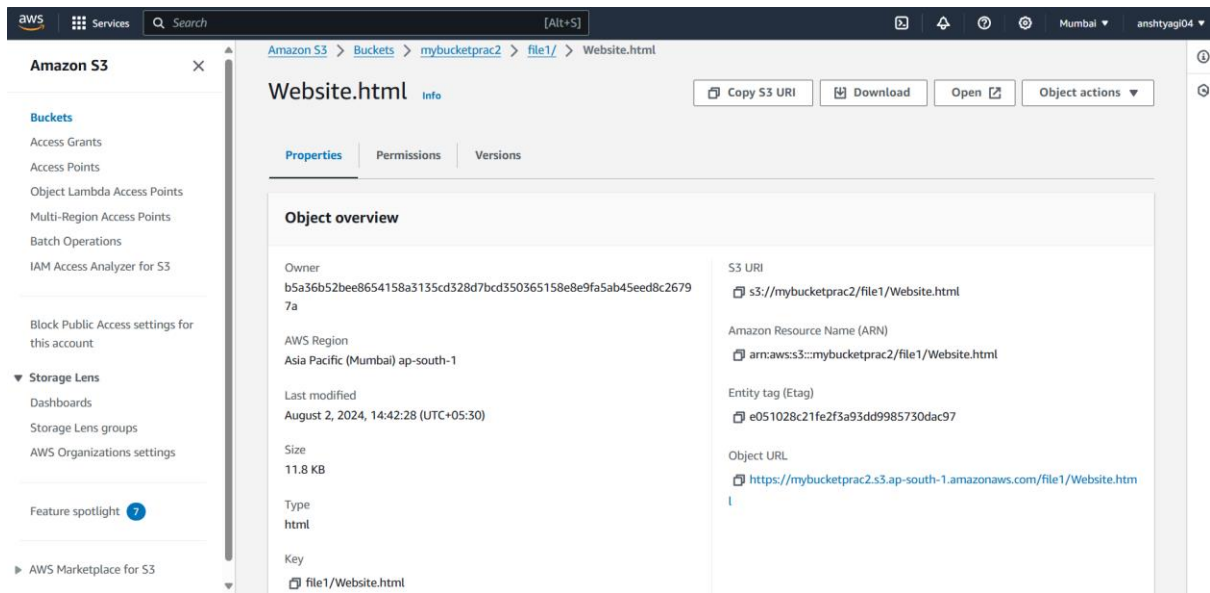 aws
Services
Search
[Alt+S]
Mumbai ▼
anshtyagi04 ▼
Amazon S3
Buckets
Access Grants
Access Points
Object Lambda Access Points
Multi-Region Access Points
Batch Operations
IAM Access Analyzer for S3
Block Public Access settings for
this account
▼ Storage Lens
Dashboards
Storage Lens groups
AWS Organizations settings
Feature spotlight 7
▶ AWS Marketplace for S3
Amazon S3 > Buckets > mybucketprac2 > file1/ > Website.html
Website.html Info
Copy S3 URI
Download
Open
Object actions ▼
Properties
Permissions
Versions
Object overview
Owner
b5a36b52bee8654158a3135cd328d7bcd350365158e8e9fa5ab45eed8c2679
7a
AWS Region
Asia Pacific (Mumbai) ap-south-1
Last modified
August 2, 2024, 14:42:28 (UTC+05:30)
Size
11.8 KB
Type
html
Key
file1/Website.html
S3 URI
s3://mybucketprac2/file1/Website.html
Amazon Resource Name (ARN)
arn:aws:s3:::mybucketprac2/file1/Website.html
Entity tag (Etag)
e051028c21fe2f3a93dd9985730dac97
Object URL
https://mybucketprac2.s3.ap-south-1.amazonaws.com/file1/Website.htm
l